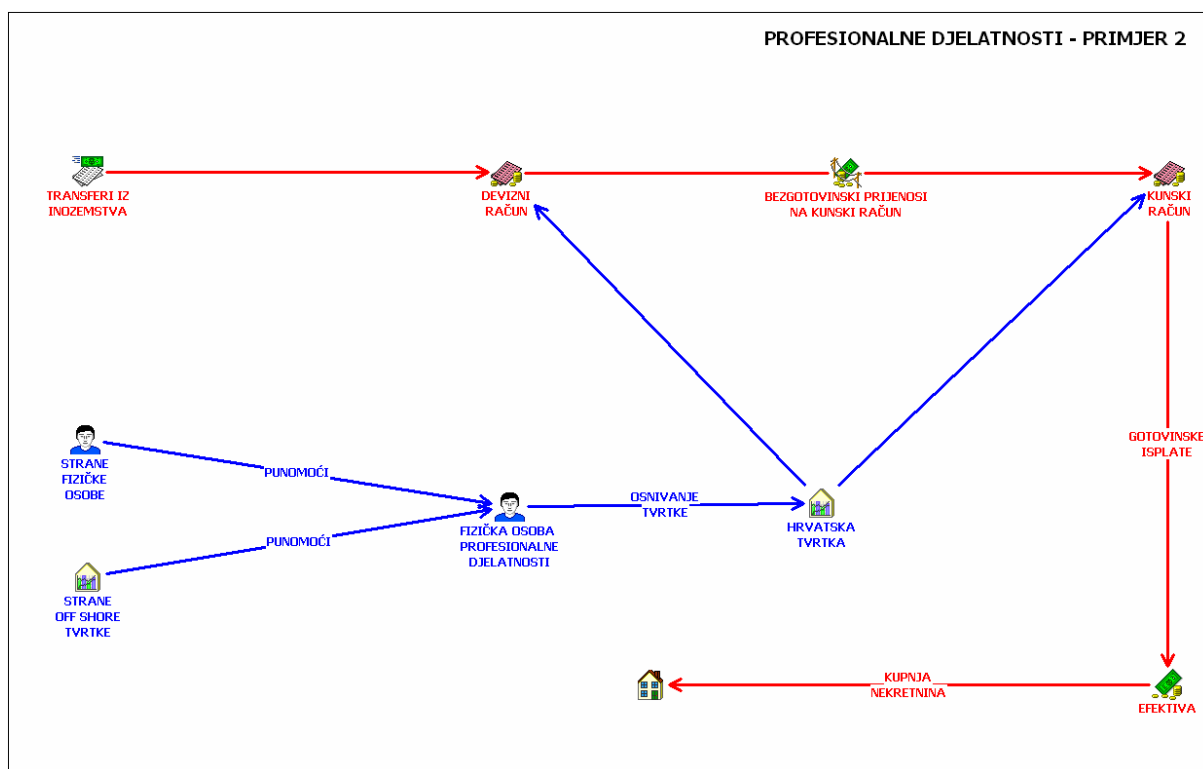 PROFESIONALNE DJELATNOSTI - PRIMJER 2
TRANSFERI IZ
INOZEMSTVA
DEVIZNI
RAČUN
BEZGOTOVINSKI PRIJENOSI
NA KUNSKI RAČUN
KUNSKI
RAČUN
GOTOVINSKE
ISPLATE
STRANE
FIZIČKE
OSOBE
PUNOMOĆI
PUNOMOĆI
STRANE
OFF SHORE
TVRTKE
FIZIČKA OSOBA
PROFESIONALNE
DJELATNOSTI
OSNIVANJE
TVRTKE
HRVATSKA
TVRTKA
KUPNJA
NEKRETNINA
EFEKTIVA